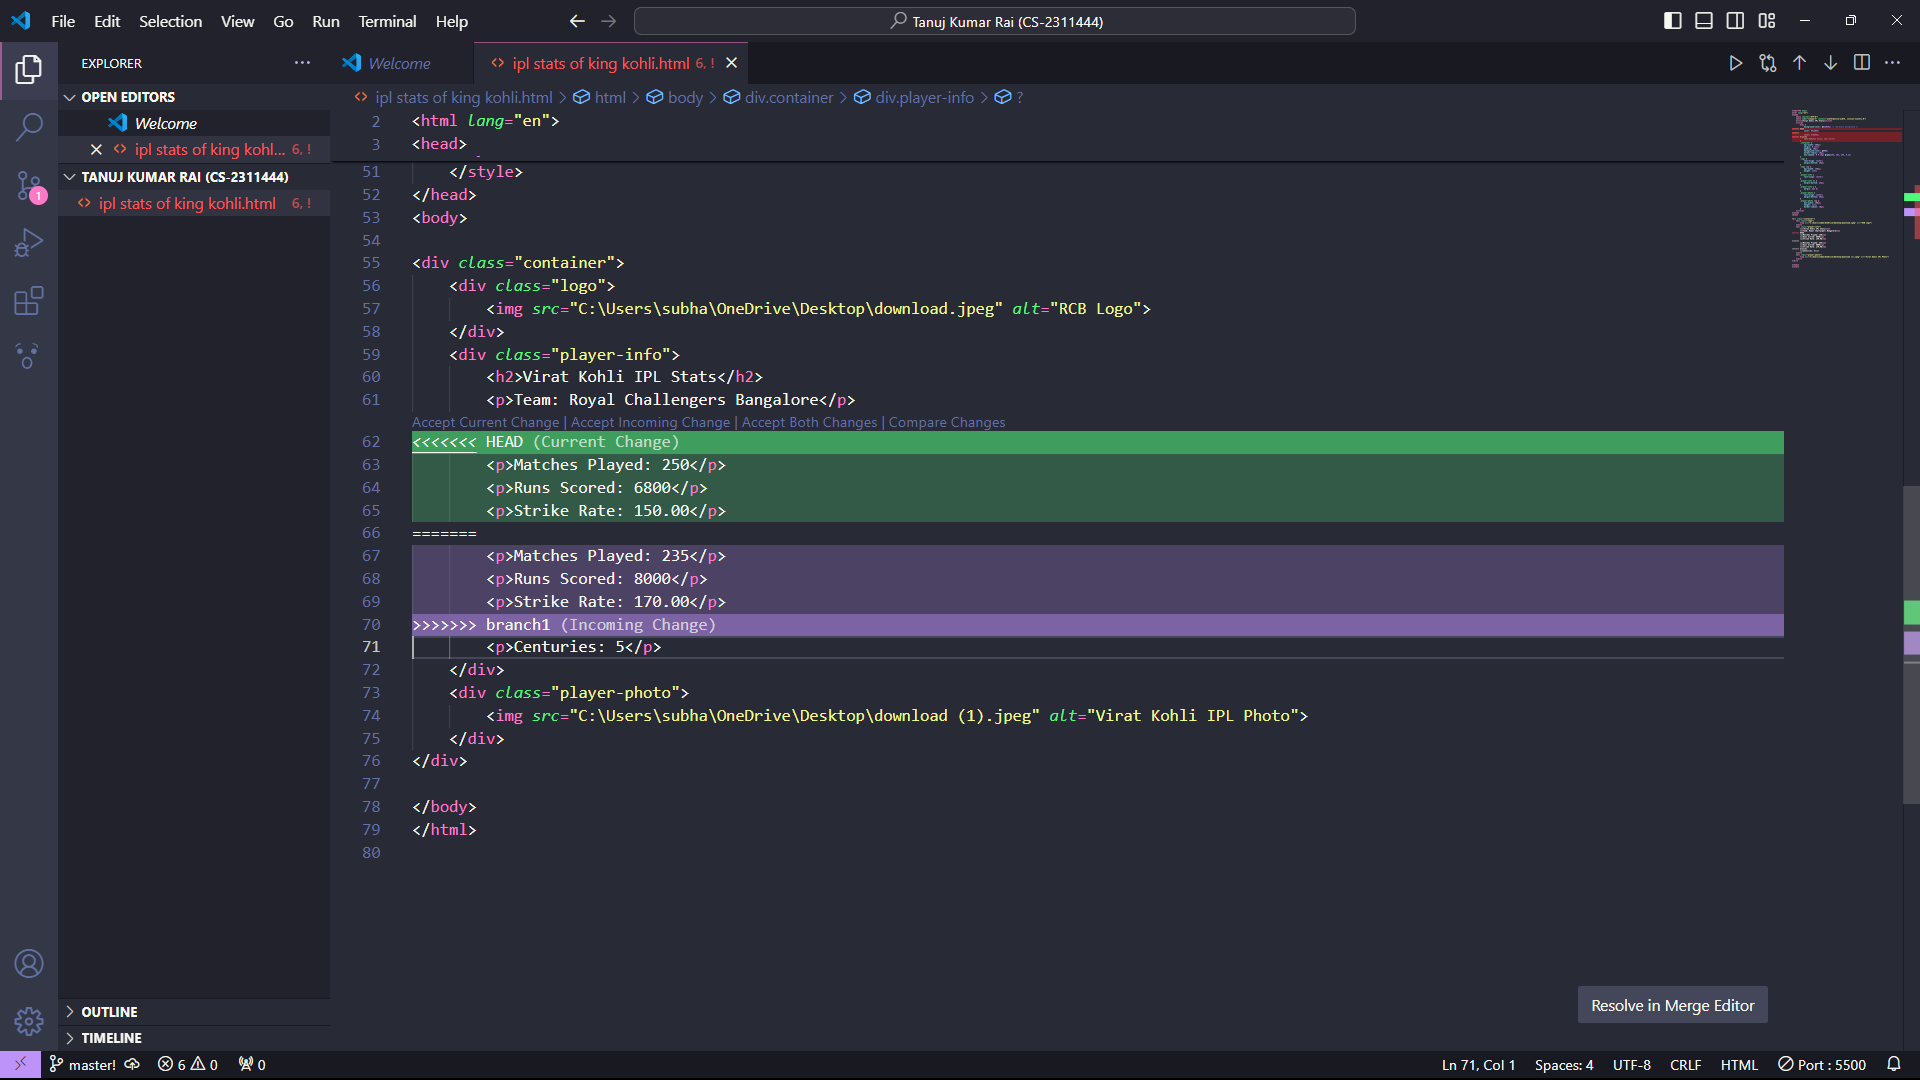 File Edit Selection View Go Run Terminal Help
Tanuj Kumar Rai (CS-2311444)
EXPLORER
OPEN EDITORS
Welcome
ipl stats of king kohl... 6, !
TANUJ KUMAR RAI (CS-2311444)
ipl stats of king kohli.html 6, !
1
OUTLINE
TIMELINE
Welcome
ipl stats of king kohli.html 6, !
ipl stats of king kohli.html > html > body > div.container > div.player-info > ?
2 <html lang="en">
3 <head>
51 </style>
52 </head>
53 <body>
54
55 <div class="container">
56 <div class="logo">
57 <img src="C:\Users\subha\OneDrive\Desktop\download.jpeg" alt="RCB Logo">
58 </div>
59 <div class="player-info">
60 <h2>Virat Kohli IPL Stats</h2>
61 <p>Team: Royal Challengers Bangalore</p>
Accept Current Change | Accept Incoming Change | Accept Both Changes | Compare Changes
62 <<<<<<< HEAD (Current Change)
63 <p>Matches Played: 250</p>
64 <p>Runs Scored: 6800</p>
65 <p>Strike Rate: 150.00</p>
66 =======
67 <p>Matches Played: 235</p>
68 <p>Runs Scored: 8000</p>
69 <p>Strike Rate: 170.00</p>
70 >>>>>>> branch1 (Incoming Change)
71 <p>Centuries: 5</p>
72 </div>
73 <div class="player-photo">
74 <img src="C:\Users\subha\OneDrive\Desktop\download (1).jpeg" alt="Virat Kohli IPL Photo">
75 </div>
76 </div>
77
78 </body>
79 </html>
80
Resolve in Merge Editor
master! 6 0 0
Ln 71, Col 1 Spaces: 4 UTF-8 CRLF HTML Port : 5500